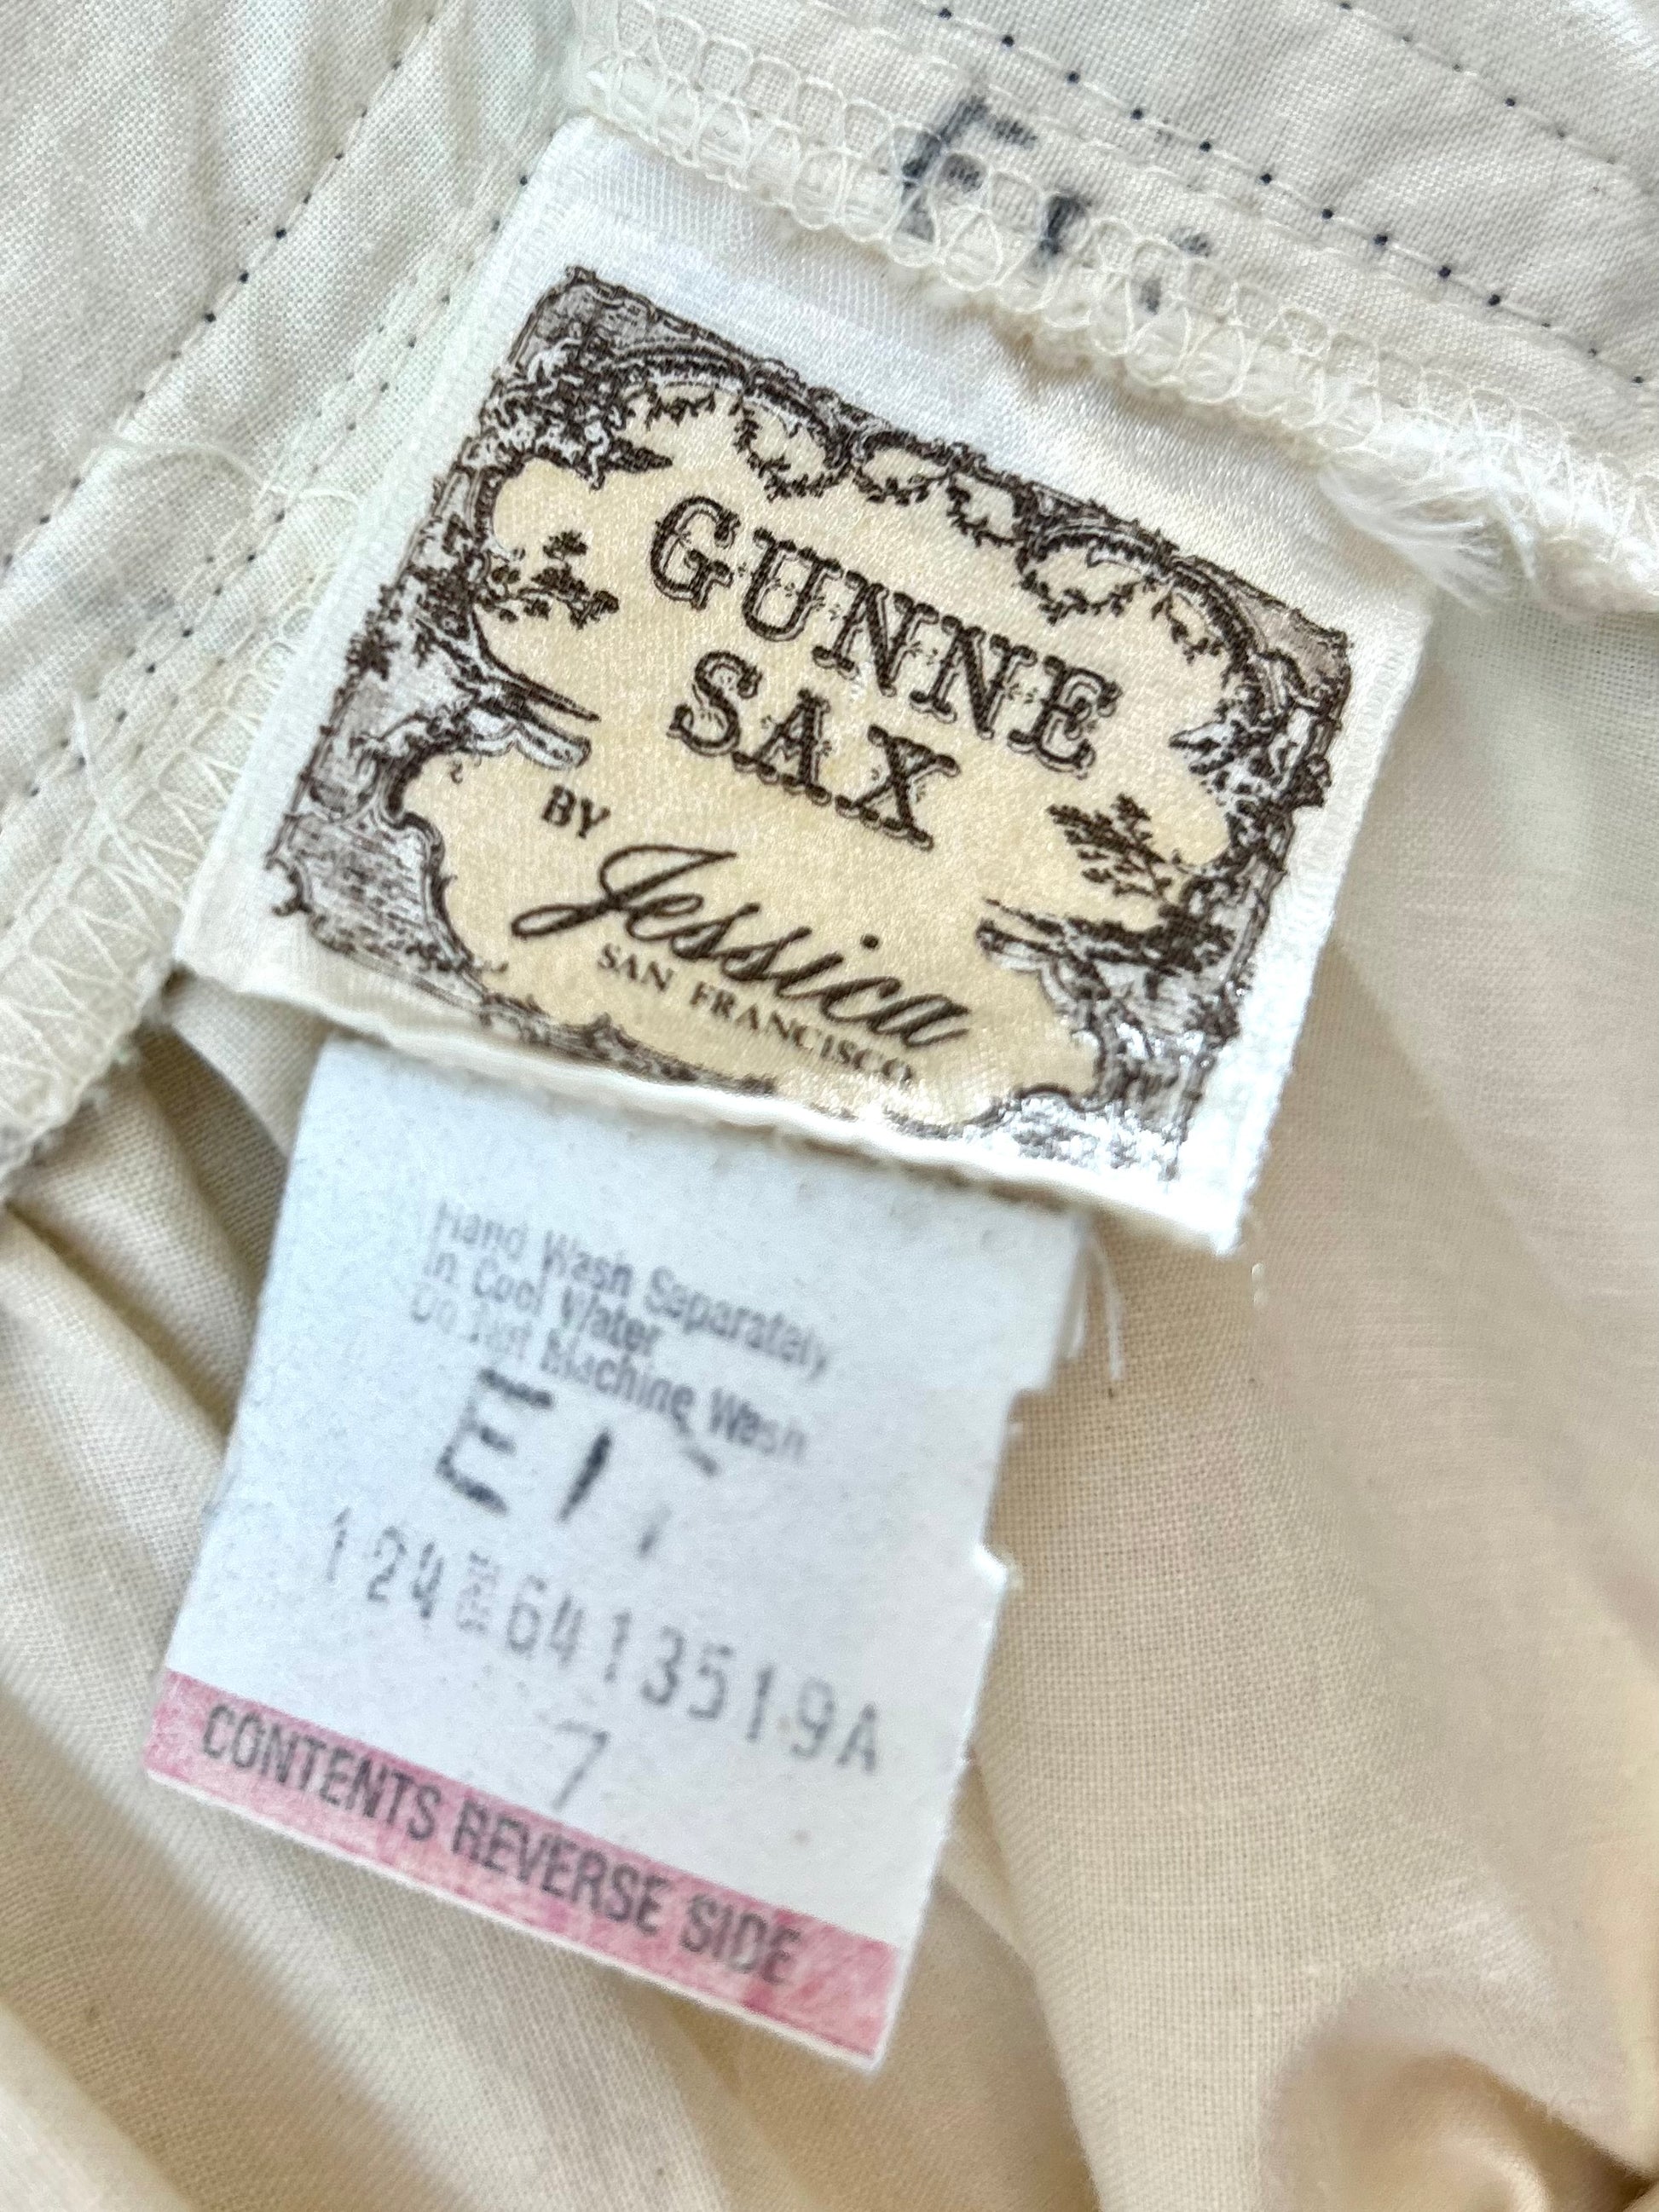 GUNNE
SAX
BY Jessica
SAN FRANCISCO
Hand Wash Separately
In Cool Water
Do Not Machine Wash
124 6413519A
7
CONTENTS REVERSE SIDE